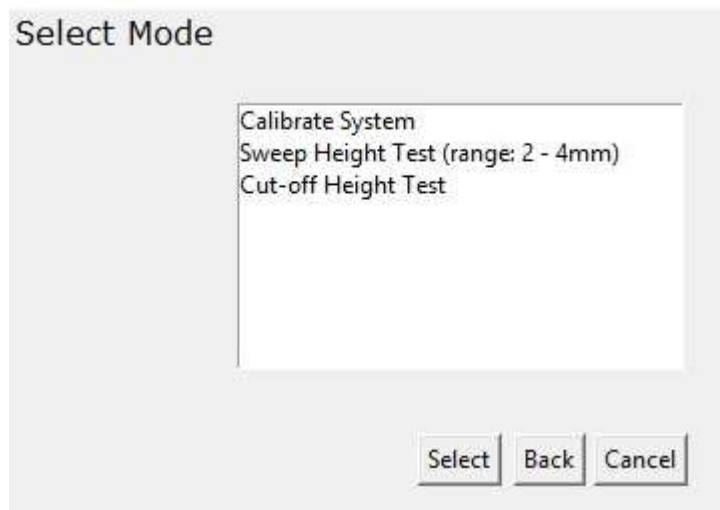 Select Mode
Calibrate System
Sweep Height Test (range: 2 - 4mm)
Cut-off Height Test
Select Back Cancel